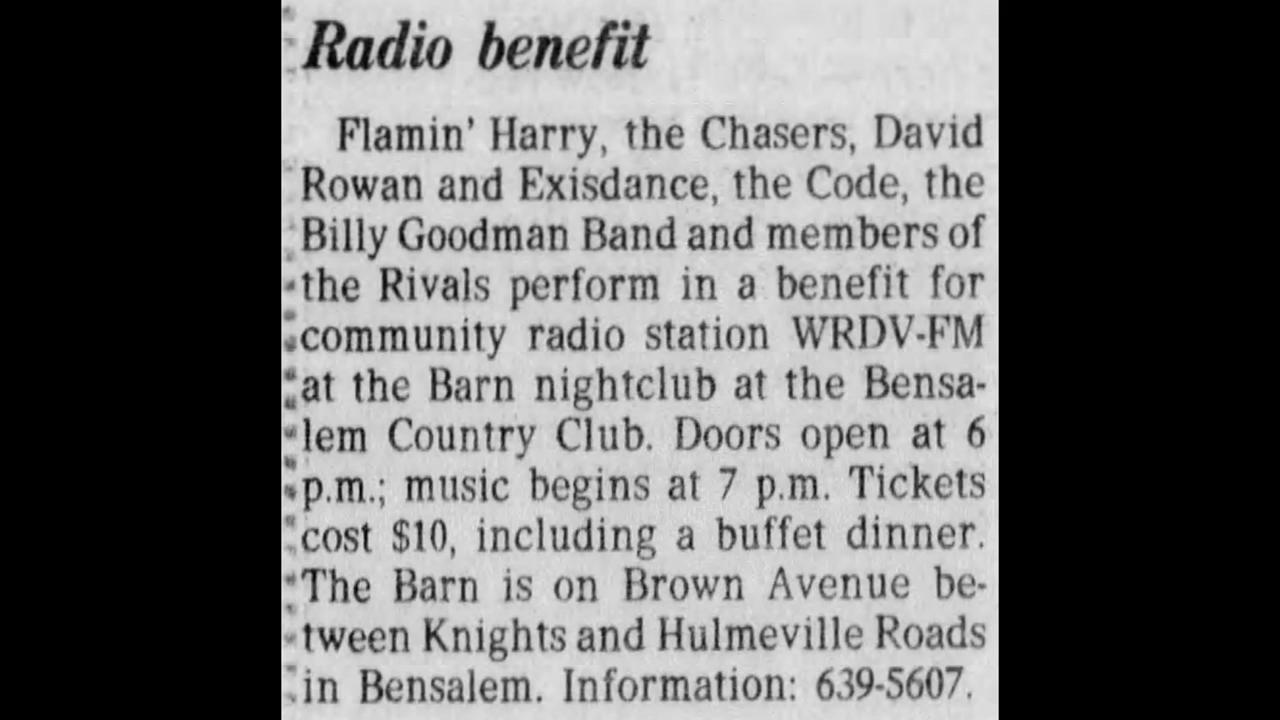 Radio benefit
Flamin' Harry, the Chasers, David
Rowan and Exisdance, the Code, the
Billy Goodman Band and members of
the Rivals perform in a benefit for
community radio station WRDV-FM
at the Barn nightclub at the Bensa-
lem Country Club. Doors open at 6
p.m.; music begins at 7 p.m. Tickets
cost $10, including a buffet dinner.
The Barn is on Brown Avenue be-
tween Knights and Hulmeville Roads
in Bensalem. Information: 639-5607.